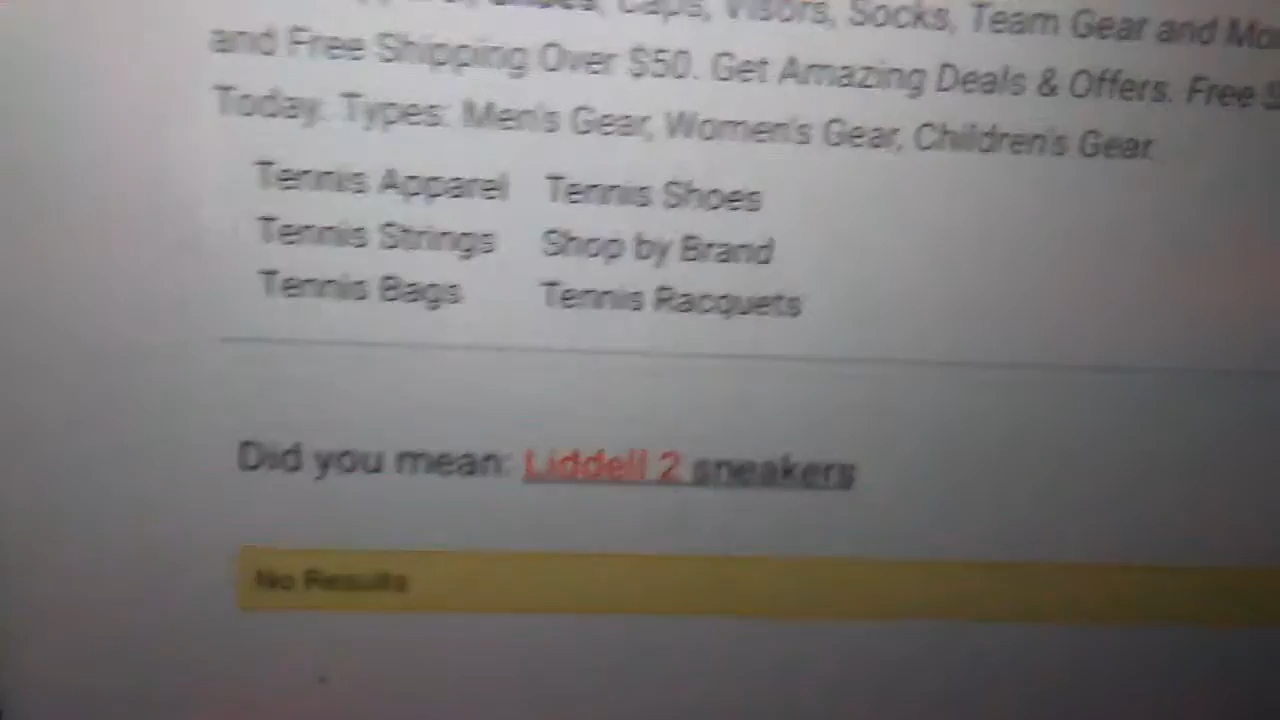 Caps, Visors, Socks, Team Gear and
and Free Shipping Over $50. Get Amazing Deals & Offers. Free
Today. Types: Men's Gear, Women's Gear, Children's Gear.
Tennis Apparel Tennis Shoes
Tennis Strings Shop by Brand
Tennis Bags Tennis Racquets
Did you mean: Liddell 2 sneakers
No Results